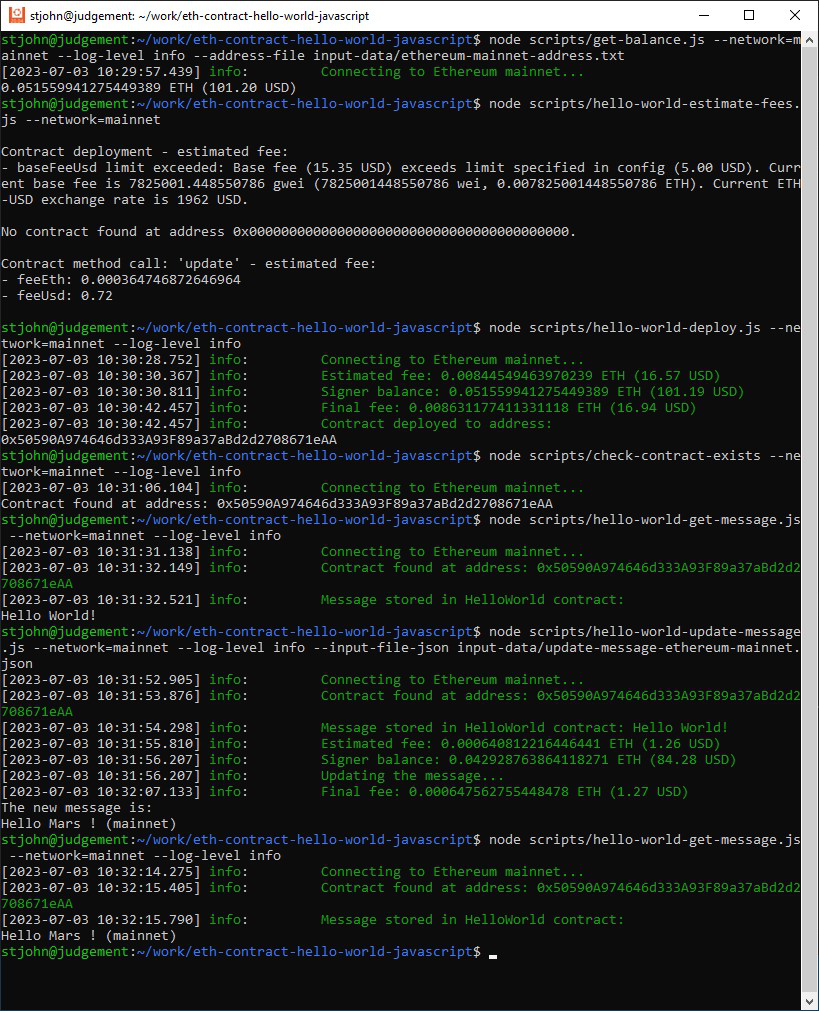 stjohn@judgement: ~/work/eth-contract-hello-world-javascript
stjohn@judgement:~/work/eth-contract-hello-world-javascript$ node scripts/get-balance.js --network=m
ainnet --log-level info --address-file input-data/ethereum-mainnet-address.txt
[2023-07-03 10:29:57.439] info:         Connecting to Ethereum mainnet...
0.051559941275449389 ETH (101.20 USD)
stjohn@judgement:~/work/eth-contract-hello-world-javascript$ node scripts/hello-world-estimate-fees.
js --network=mainnet

Contract deployment - estimated fee:
- baseFeeUsd limit exceeded: Base fee (15.35 USD) exceeds limit specified in config (5.00 USD). Curr
ent base fee is 7825001.448550786 gwei (7825001448550786 wei, 0.007825001448550786 ETH). Current ETH
-USD exchange rate is 1962 USD.

No contract found at address 0x0000000000000000000000000000000000000000.

Contract method call: 'update' - estimated fee:
- feeEth: 0.000364746872646964
- feeUsd: 0.72

stjohn@judgement:~/work/eth-contract-hello-world-javascript$ node scripts/hello-world-deploy.js --ne
twork=mainnet --log-level info
[2023-07-03 10:30:28.752] info:         Connecting to Ethereum mainnet...
[2023-07-03 10:30:30.367] info:         Estimated fee: 0.00844549463970239 ETH (16.57 USD)
[2023-07-03 10:30:30.811] info:         Signer balance: 0.051559941275449389 ETH (101.19 USD)
[2023-07-03 10:30:42.457] info:         Final fee: 0.008631177411331118 ETH (16.94 USD)
[2023-07-03 10:30:42.457] info:         Contract deployed to address:
0x50590A974646d333A93F89a37aBd2d2708671eAA
stjohn@judgement:~/work/eth-contract-hello-world-javascript$ node scripts/check-contract-exists --ne
twork=mainnet --log-level info
[2023-07-03 10:31:06.104] info:         Connecting to Ethereum mainnet...
Contract found at address: 0x50590A974646d333A93F89a37aBd2d2708671eAA
stjohn@judgement:~/work/eth-contract-hello-world-javascript$ node scripts/hello-world-get-message.js
 --network=mainnet --log-level info
[2023-07-03 10:31:31.138] info:         Connecting to Ethereum mainnet...
[2023-07-03 10:31:32.149] info:         Contract found at address: 0x50590A974646d333A93F89a37aBd2d2
708671eAA
[2023-07-03 10:31:32.521] info:         Message stored in HelloWorld contract:
Hello World!
stjohn@judgement:~/work/eth-contract-hello-world-javascript$ node scripts/hello-world-update-message
.js --network=mainnet --log-level info --input-file-json input-data/update-message-ethereum-mainnet.
json
[2023-07-03 10:31:52.905] info:         Connecting to Ethereum mainnet...
[2023-07-03 10:31:53.876] info:         Contract found at address: 0x50590A974646d333A93F89a37aBd2d2
708671eAA
[2023-07-03 10:31:54.298] info:         Message stored in HelloWorld contract: Hello World!
[2023-07-03 10:31:55.810] info:         Estimated fee: 0.000640812216446441 ETH (1.26 USD)
[2023-07-03 10:31:56.207] info:         Signer balance: 0.042928763864118271 ETH (84.28 USD)
[2023-07-03 10:31:56.207] info:         Updating the message...
[2023-07-03 10:32:07.133] info:         Final fee: 0.000647562755448478 ETH (1.27 USD)
The new message is:
Hello Mars ! (mainnet)
stjohn@judgement:~/work/eth-contract-hello-world-javascript$ node scripts/hello-world-get-message.js
 --network=mainnet --log-level info
[2023-07-03 10:32:14.275] info:         Connecting to Ethereum mainnet...
[2023-07-03 10:32:15.405] info:         Contract found at address: 0x50590A974646d333A93F89a37aBd2d2
708671eAA
[2023-07-03 10:32:15.790] info:         Message stored in HelloWorld contract:
Hello Mars ! (mainnet)
stjohn@judgement:~/work/eth-contract-hello-world-javascript$